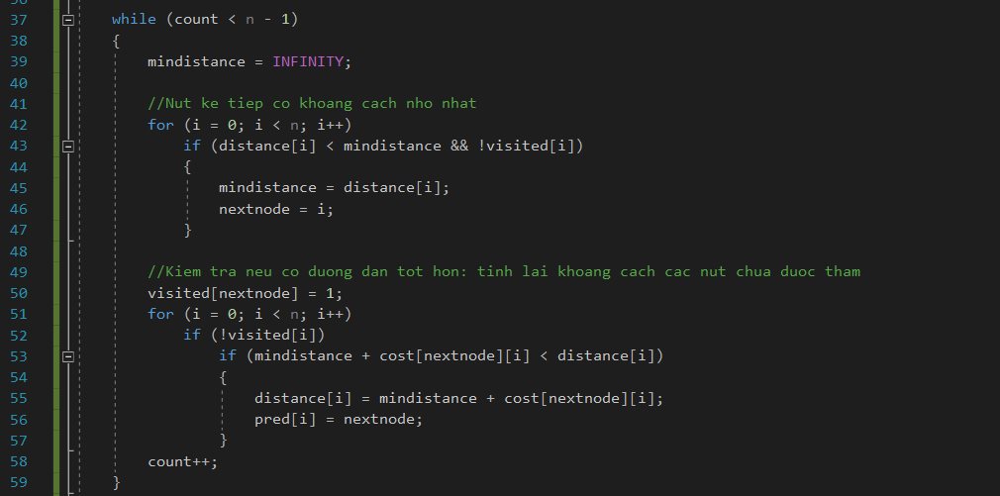 37 while (count < n - 1)
38 {
39 mindistance = INFINITY;
40
41 //Nut ke tiep co khoang cach nho nhat
42 for (i = 0; i < n; i++)
43 if (distance[i] < mindistance && !visited[i])
44 {
45 mindistance = distance[i];
46 nextnode = i;
47 }
48
49 //Kiem tra neu co duong dan tot hon: tinh lai khoang cach cac nut chua duoc tham
50 visited[nextnode] = 1;
51 for (i = 0; i < n; i++)
52 if (!visited[i])
53 if (mindistance + cost[nextnode][i] < distance[i])
54 {
55 distance[i] = mindistance + cost[nextnode][i];
56 pred[i] = nextnode;
57 }
58 count++;
59 }